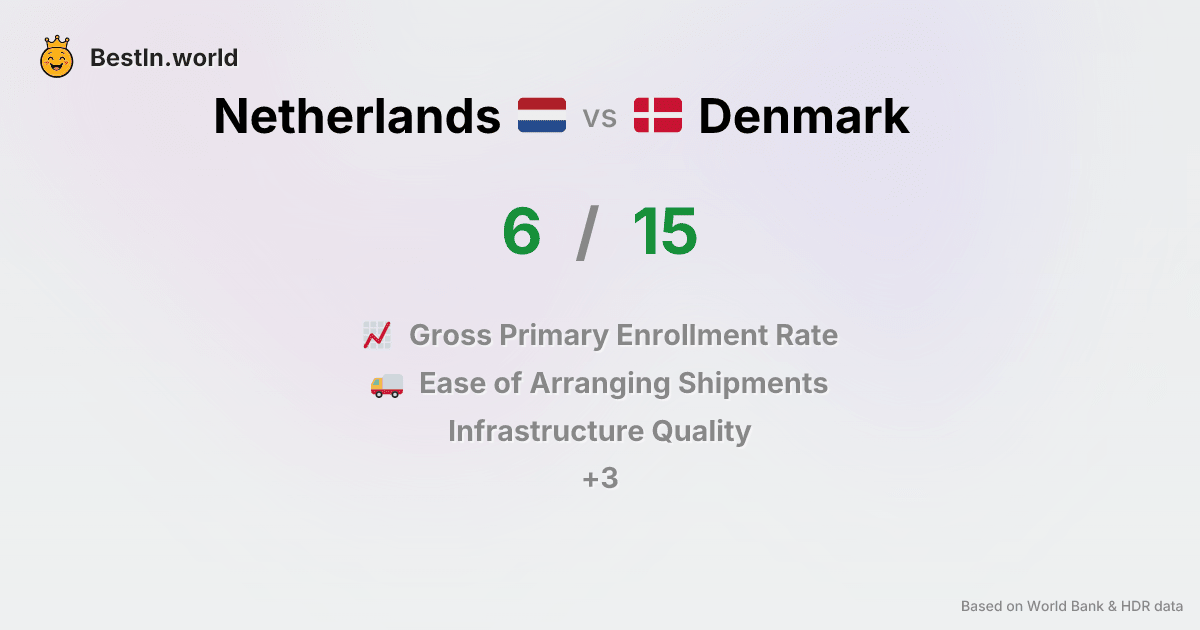 BestIn.world
Netherlands vs Denmark
6 / 15
Gross Primary Enrollment Rate
Ease of Arranging Shipments
Infrastructure Quality
+3
Based on World Bank & HDR data